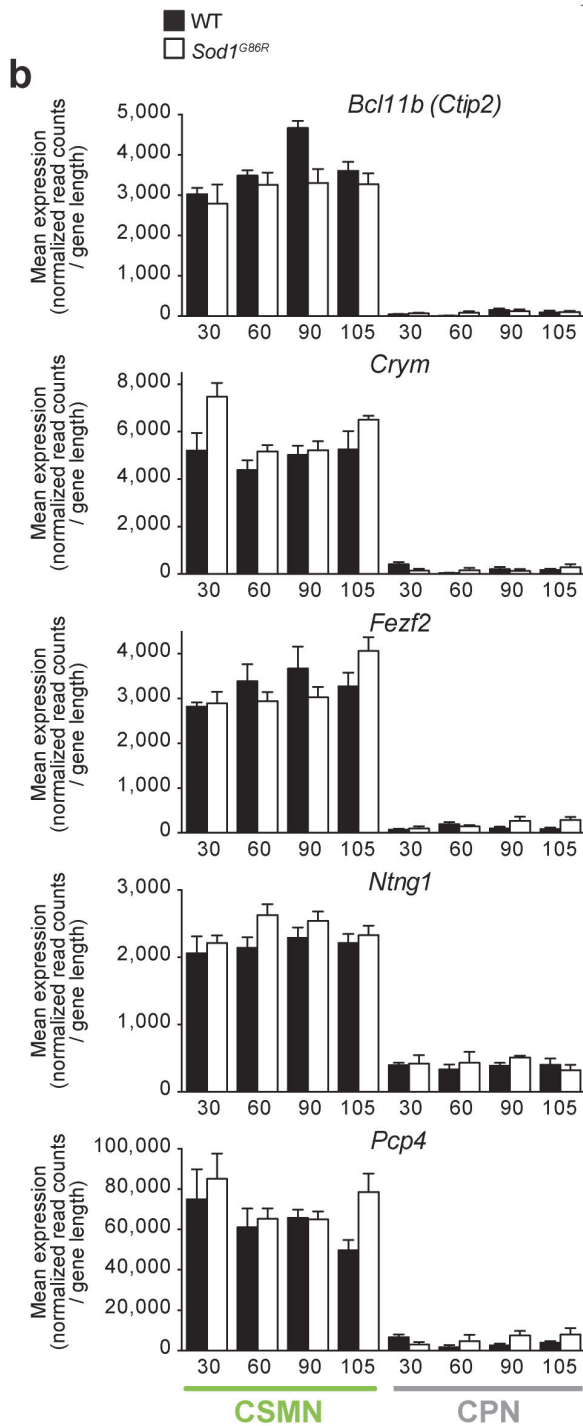 WT
Sod1^G86R
b
Bcl11b (Ctip2)
Mean expression
(normalized read counts
/ gene length)
5,000
4,000
3,000
2,000
1,000
0
30 60 90 105 30 60 90 105
Crym
Mean expression
(normalized read counts
/ gene length)
8,000
6,000
4,000
2,000
0
30 60 90 105 30 60 90 105
Fezf2
Mean expression
(normalized read counts
/ gene length)
4,000
3,000
2,000
1,000
0
30 60 90 105 30 60 90 105
Ntng1
Mean expression
(normalized read counts
/ gene length)
3,000
2,000
1,000
0
30 60 90 105 30 60 90 105
Pcp4
Mean expression
(normalized read counts
/ gene length)
100,000
80,000
60,000
40,000
20,000
0
30 60 90 105 30 60 90 105
CSMN CPN